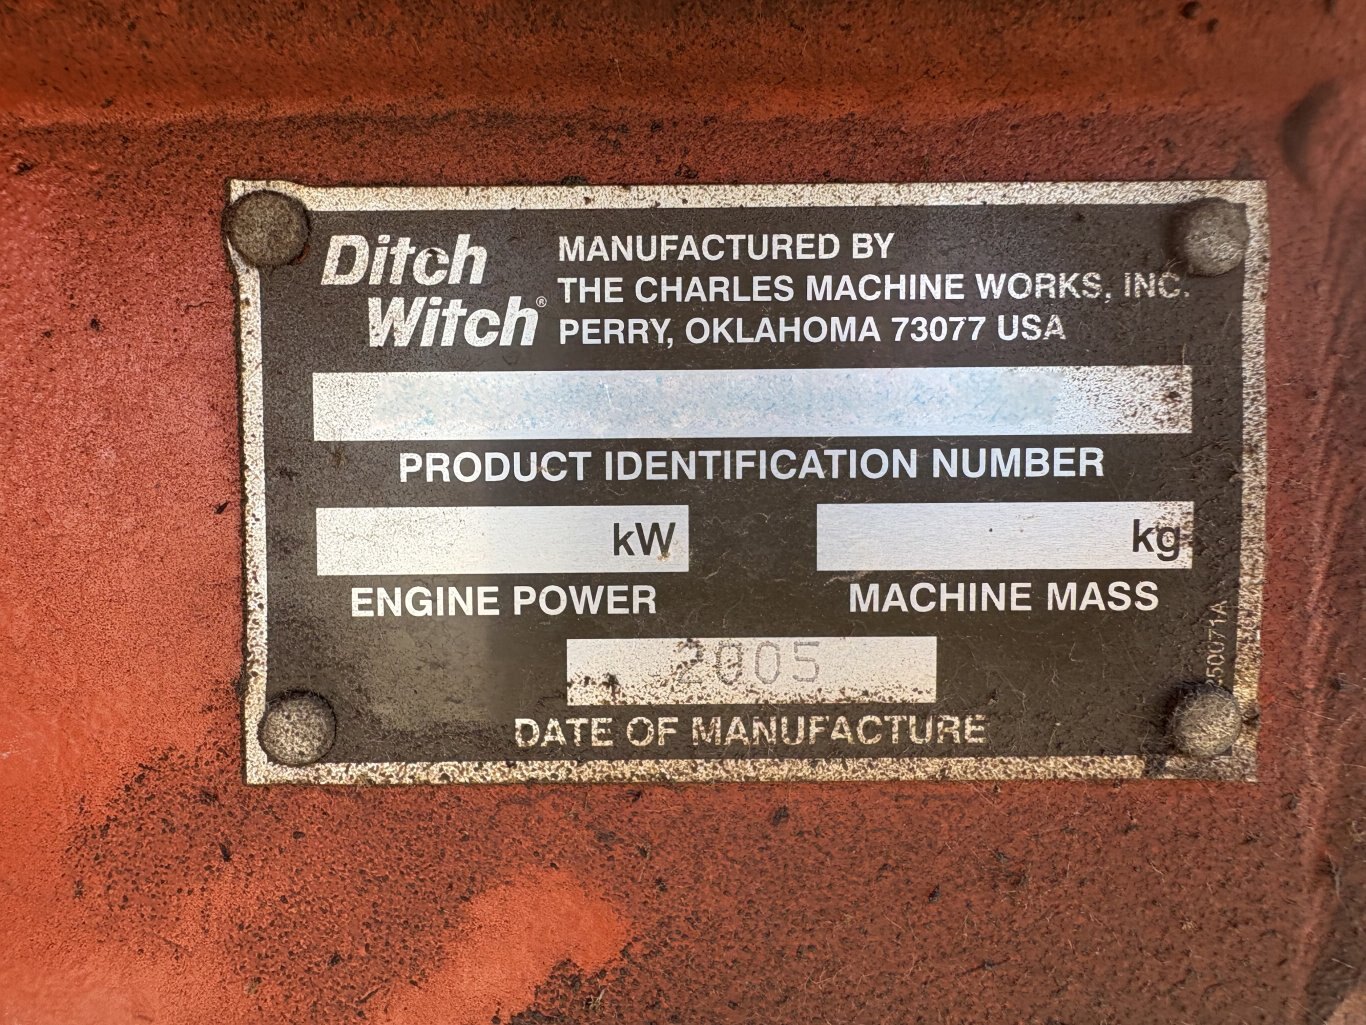 Ditch
Witch®
MANUFACTURED BY
THE CHARLES MACHINE WORKS, INC.
PERRY, OKLAHOMA 73077 USA
PRODUCT IDENTIFICATION NUMBER
kW
kg
ENGINE POWER
MACHINE MASS
2005
DATE OF MANUFACTURE